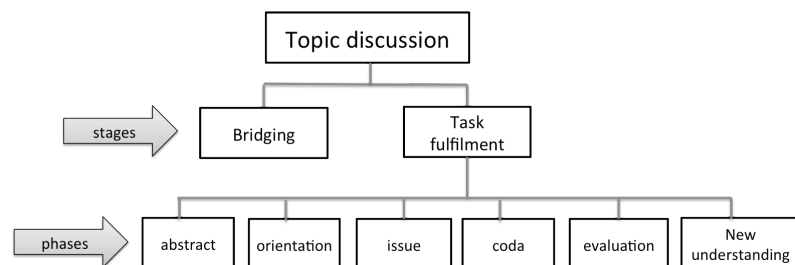 Topic discussion
stages
Bridging
Task
fulfilment
phases
abstract
orientation
issue
coda
evaluation
New
understanding